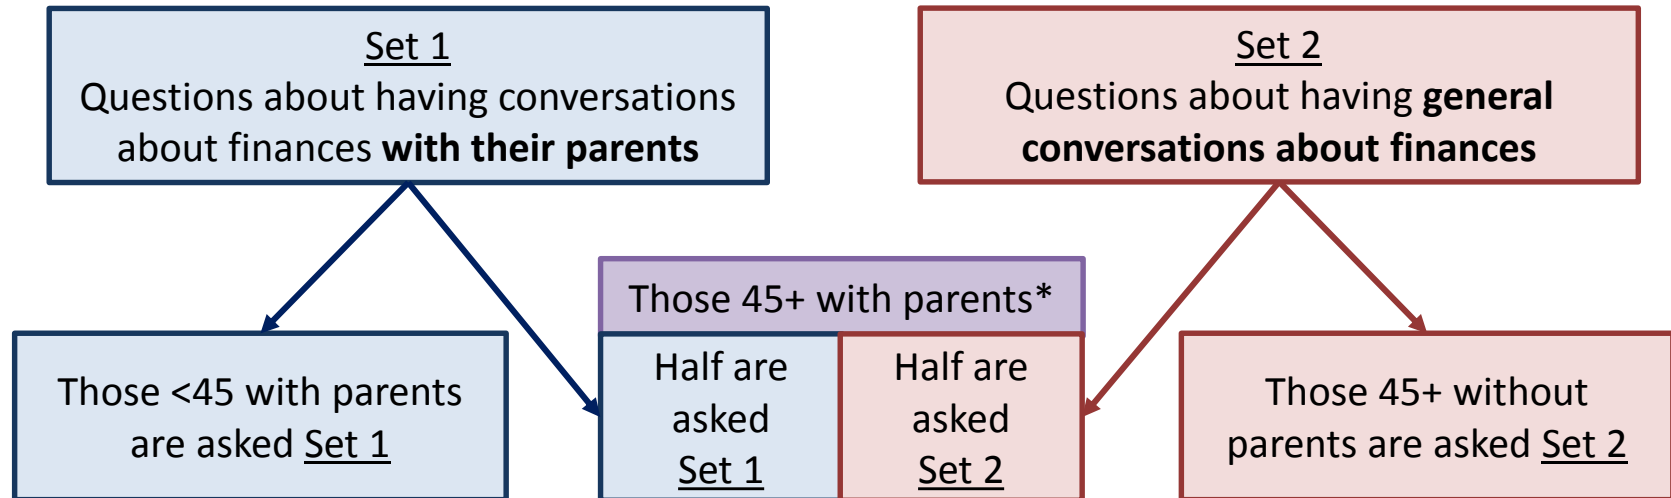 Set 1
Questions about having conversations
about finances with their parents
Set 2
Questions about having general
conversations about finances
Those <45 with parents
are asked Set 1
Those 45+ with parents*
Half are
asked
Set 1
Half are
asked
Set 2
Those 45+ without
parents are asked Set 2